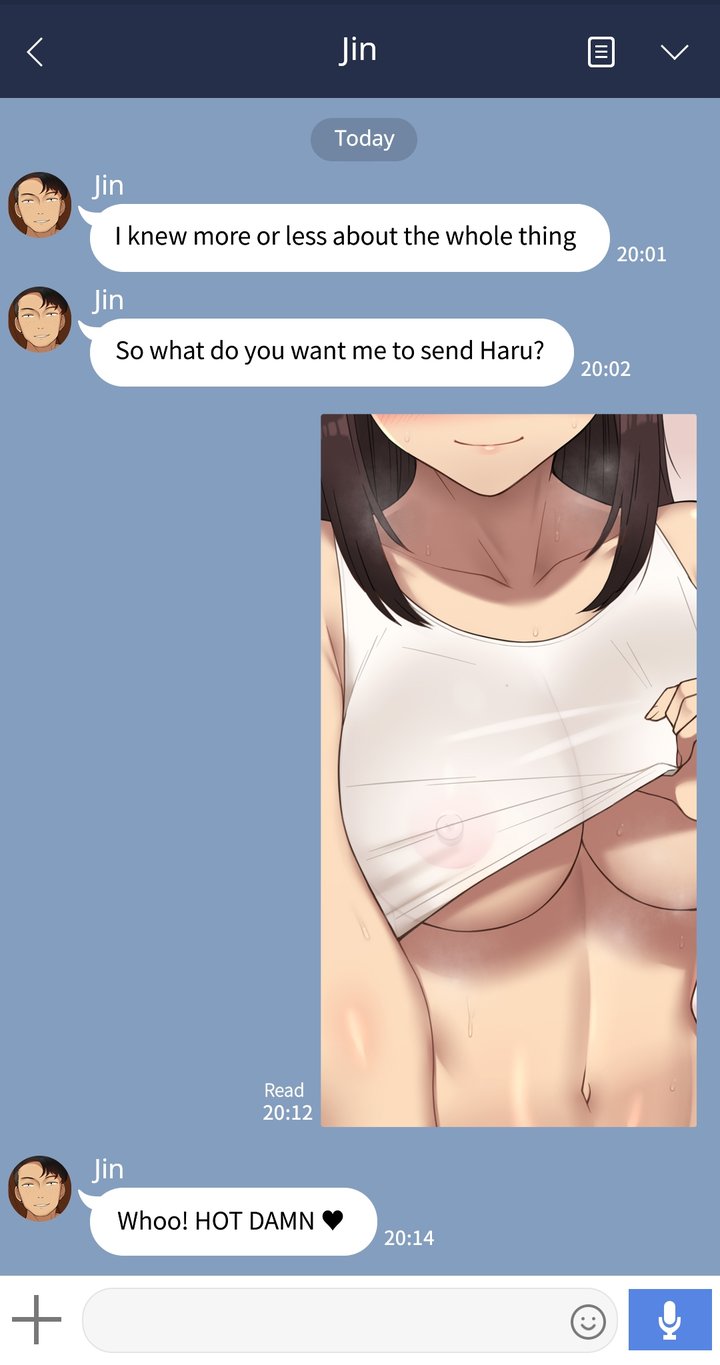 Jin
Today
Jin
I knew more or less about the whole thing
20:01
Jin
So what do you want me to send Haru?
20:02
Read
20:12
Jin
Whoo! HOT DAMN ♥
20:14